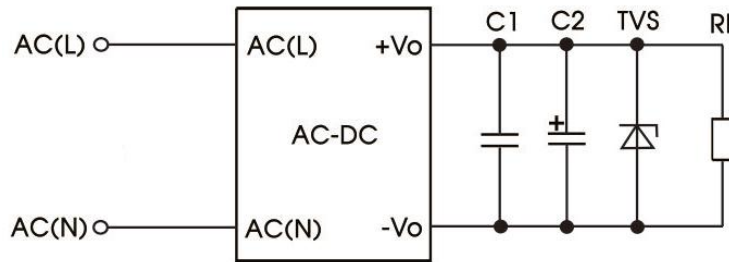 C1 C2 TVS
AC(L) AC(L) +Vo
AC-DC
+
AC(N) AC(N) -Vo